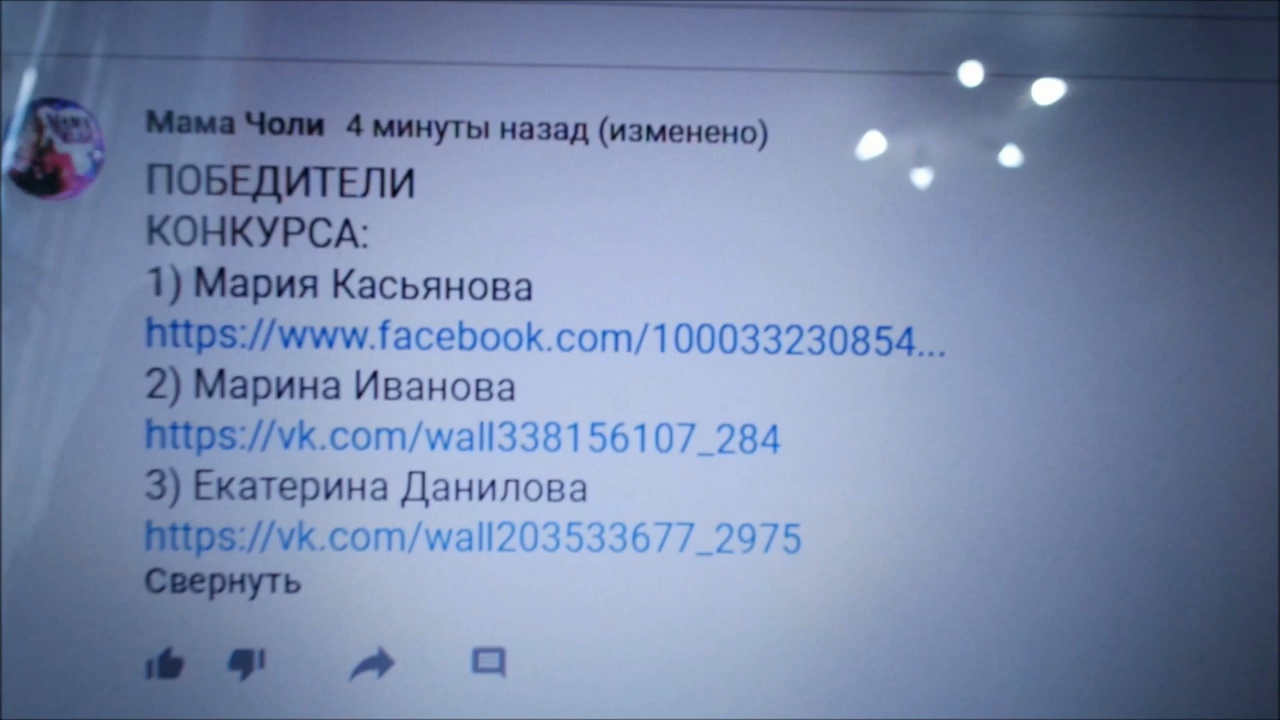 Мама Чоли 4 минуты назад (изменено)
ПОБЕДИТЕЛИ
КОНКУРСА:
1) Мария Касьянова
https://www.facebook.com/100033230854...
2) Марина Иванова
https://vk.com/wall338156107_284
3) Екатерина Данилова
https://vk.com/wall203533677_2975
Свернуть